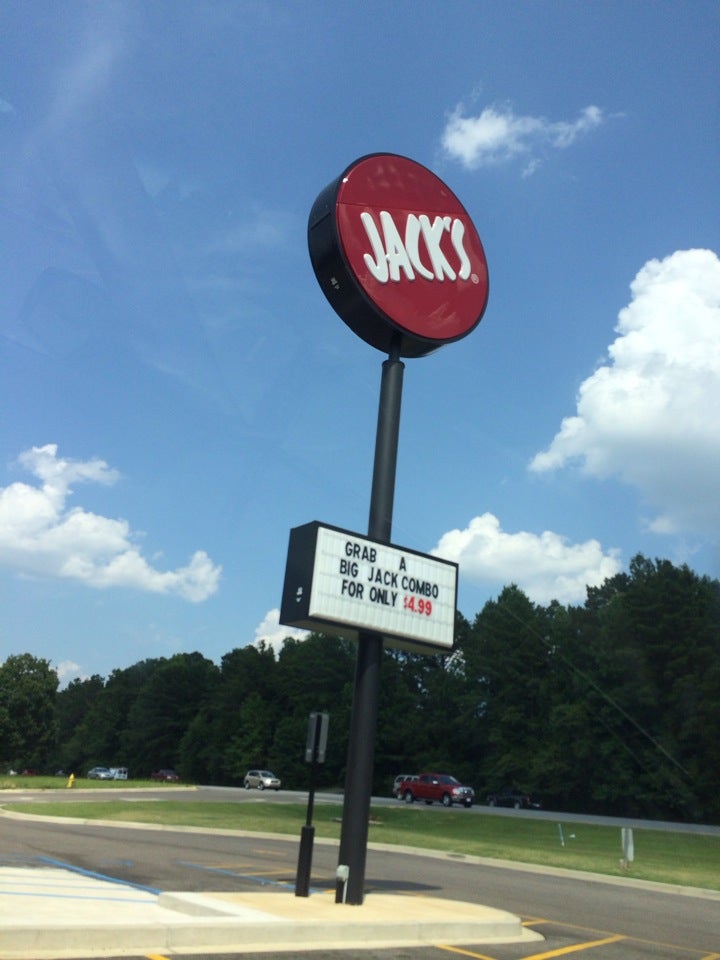 JACK'S®
GRAB A
BIG JACK COMBO
FOR ONLY $4.99